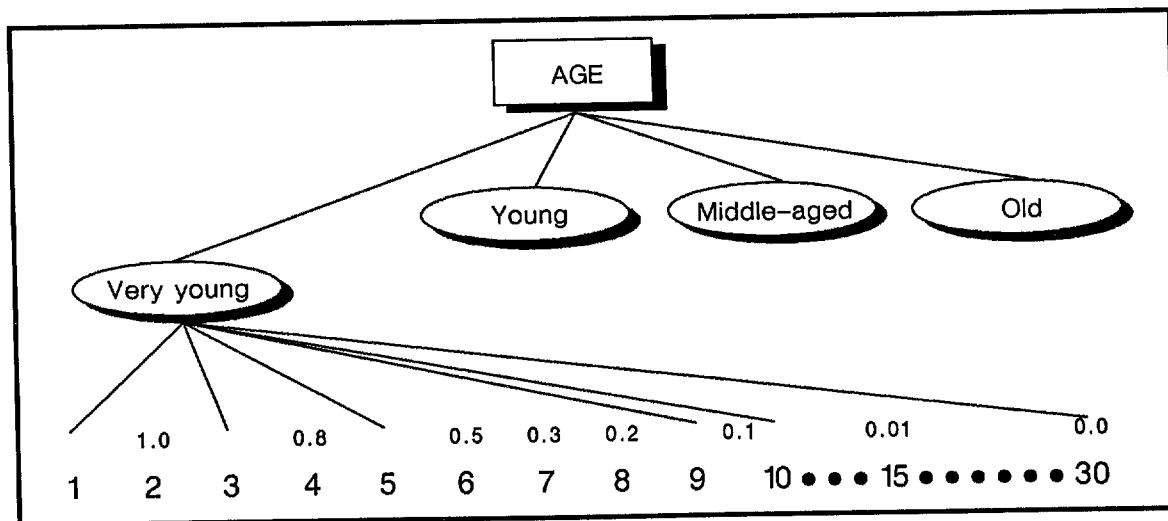 AGE
Young Middle-aged Old
Very young
1.0 0.8 0.5 0.3 0.2 0.1 0.01 0.0
1 2 3 4 5 6 7 8 9 10 ● ● ● 15 ● ● ● ● ● ● 30